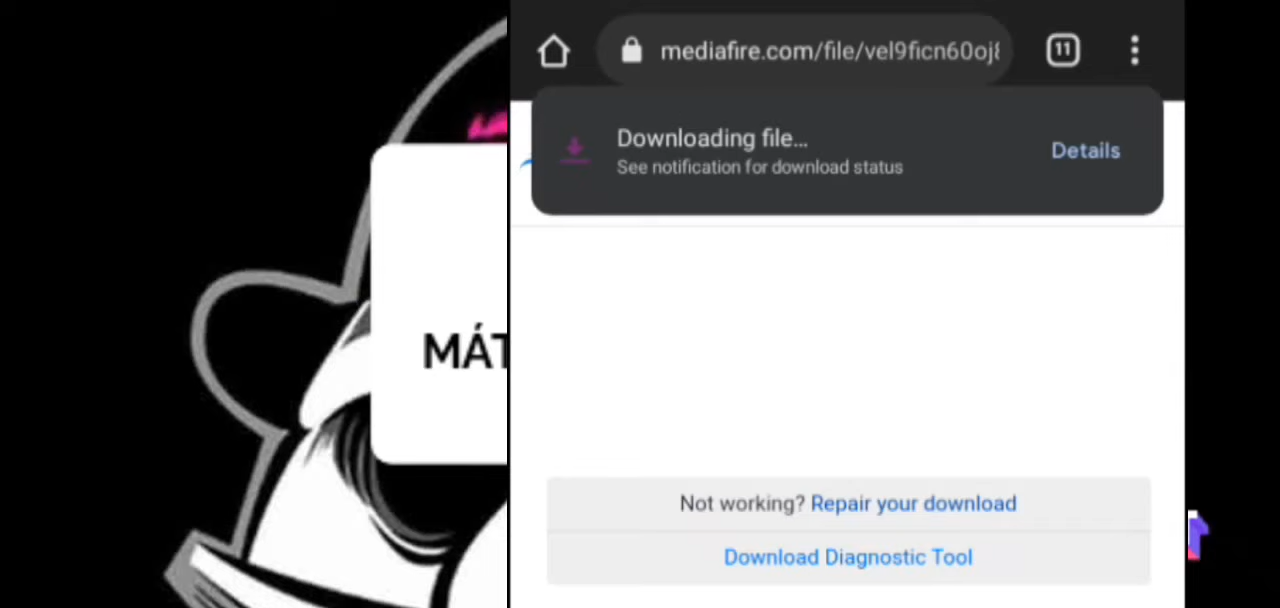 mediafire.com/file/vel9ficn60oj8
11
Downloading file...
See notification for download status
Details
MÁT
Not working? Repair your download
Download Diagnostic Tool